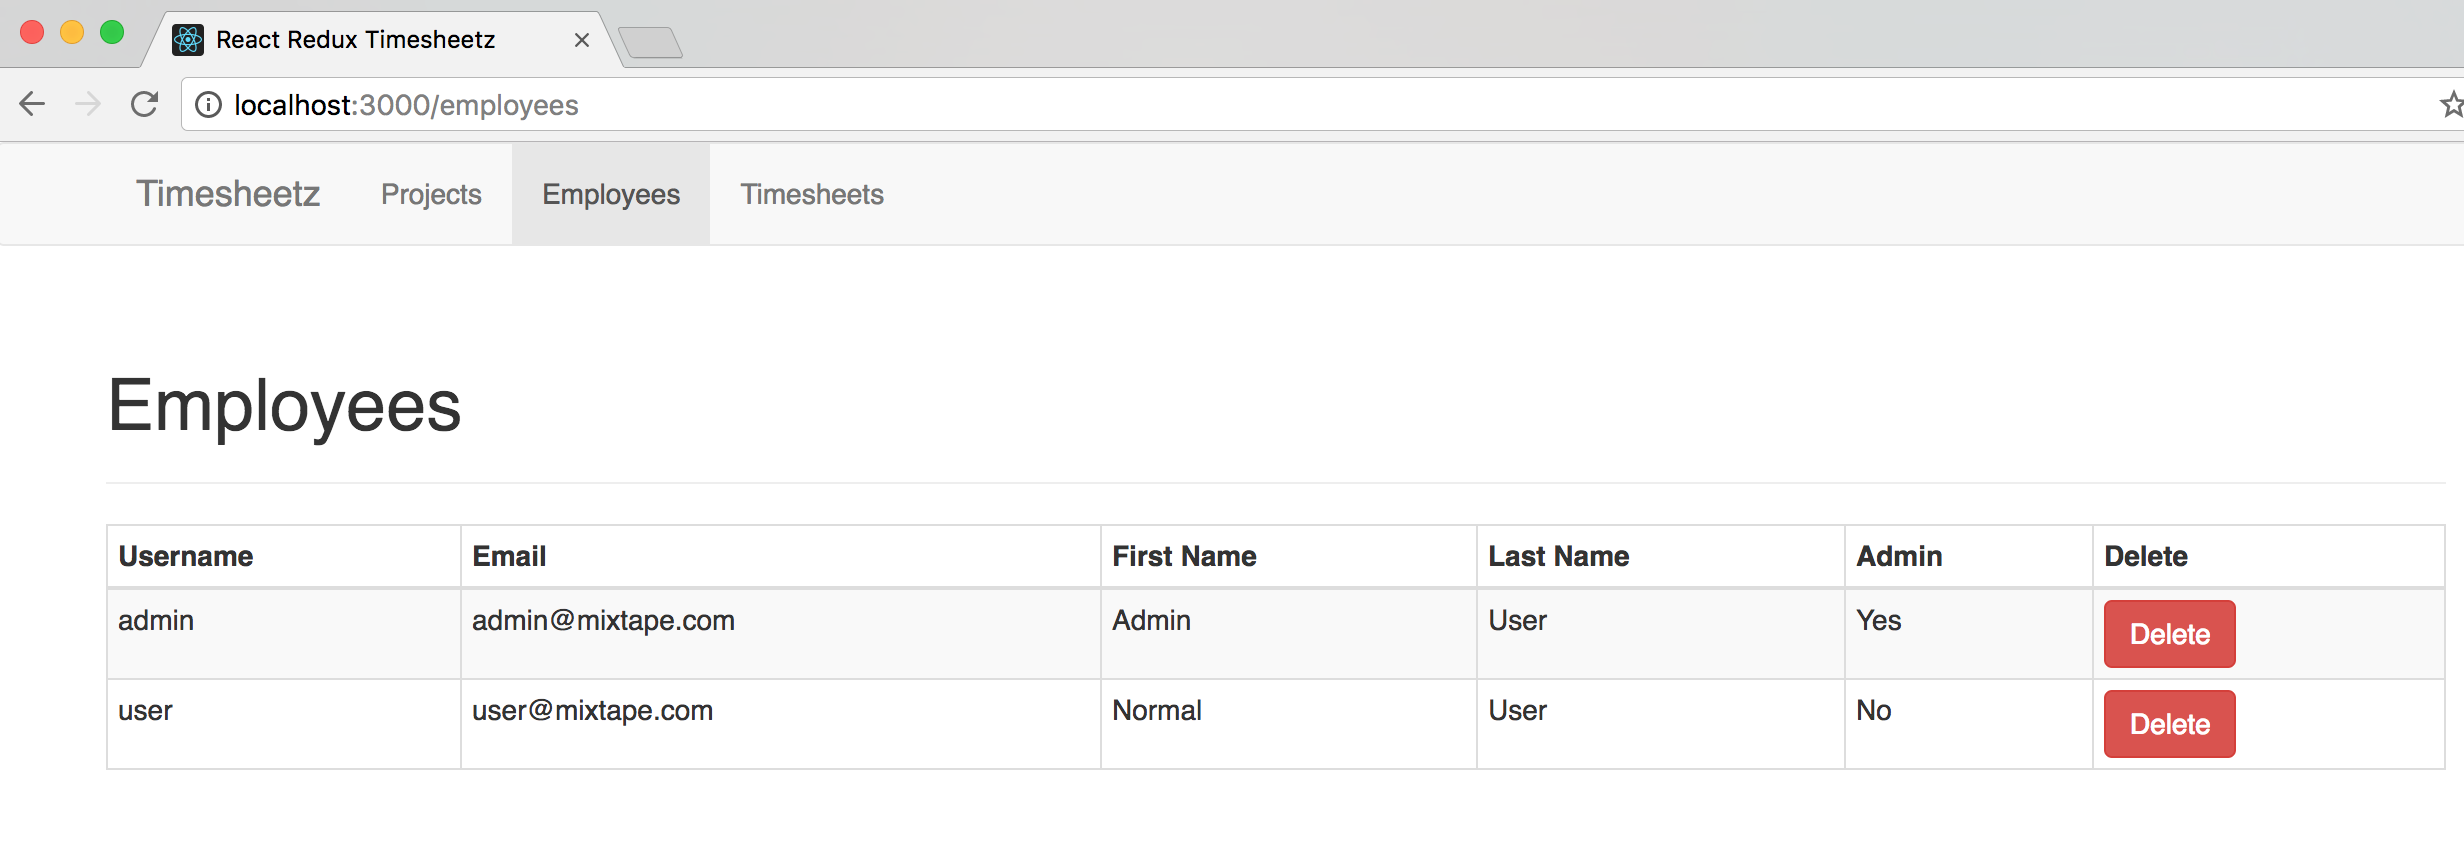 React Redux Timesheetz
localhost:3000/employees
Timesheetz Projects Employees Timesheets
Employees
Username Email First Name Last Name Admin Delete
admin admin@mixtape.com Admin User Yes Delete
user user@mixtape.com Normal User No Delete